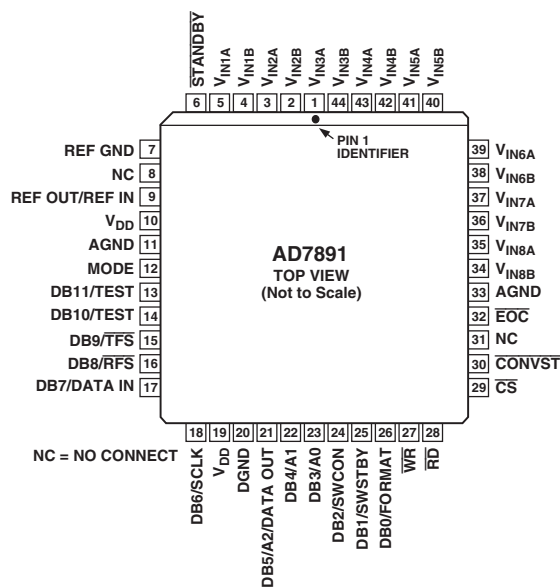 STANDBY
VIN1A
VIN1B
VIN2A
VIN2B
VIN3A
VIN3B
VIN4A
VIN4B
VIN5A
VIN5B
6 5 4 3 2 1 44 43 42 41 40
PIN 1
IDENTIFIER
REF GND 7
NC 8
REF OUT/REF IN 9
VDD 10
AGND 11
MODE 12
DB11/TEST 13
DB10/TEST 14
DB9/TFS 15
DB8/RFS 16
DB7/DATA IN 17
AD7891
TOP VIEW
(Not to Scale)
39 VIN6A
38 VIN6B
37 VIN7A
36 VIN7B
35 VIN8A
34 VIN8B
33 AGND
32 EOC
31 NC
30 CONVST
29 CS
18 19 20 21 22 23 24 25 26 27 28
NC = NO CONNECT
DB6/SCLK
VDD
DGND
DB5/A2/DATA OUT
DB4/A1
DB3/A0
DB2/SWCON
DB1/SWSTBY
DB0/FORMAT
WR
RD